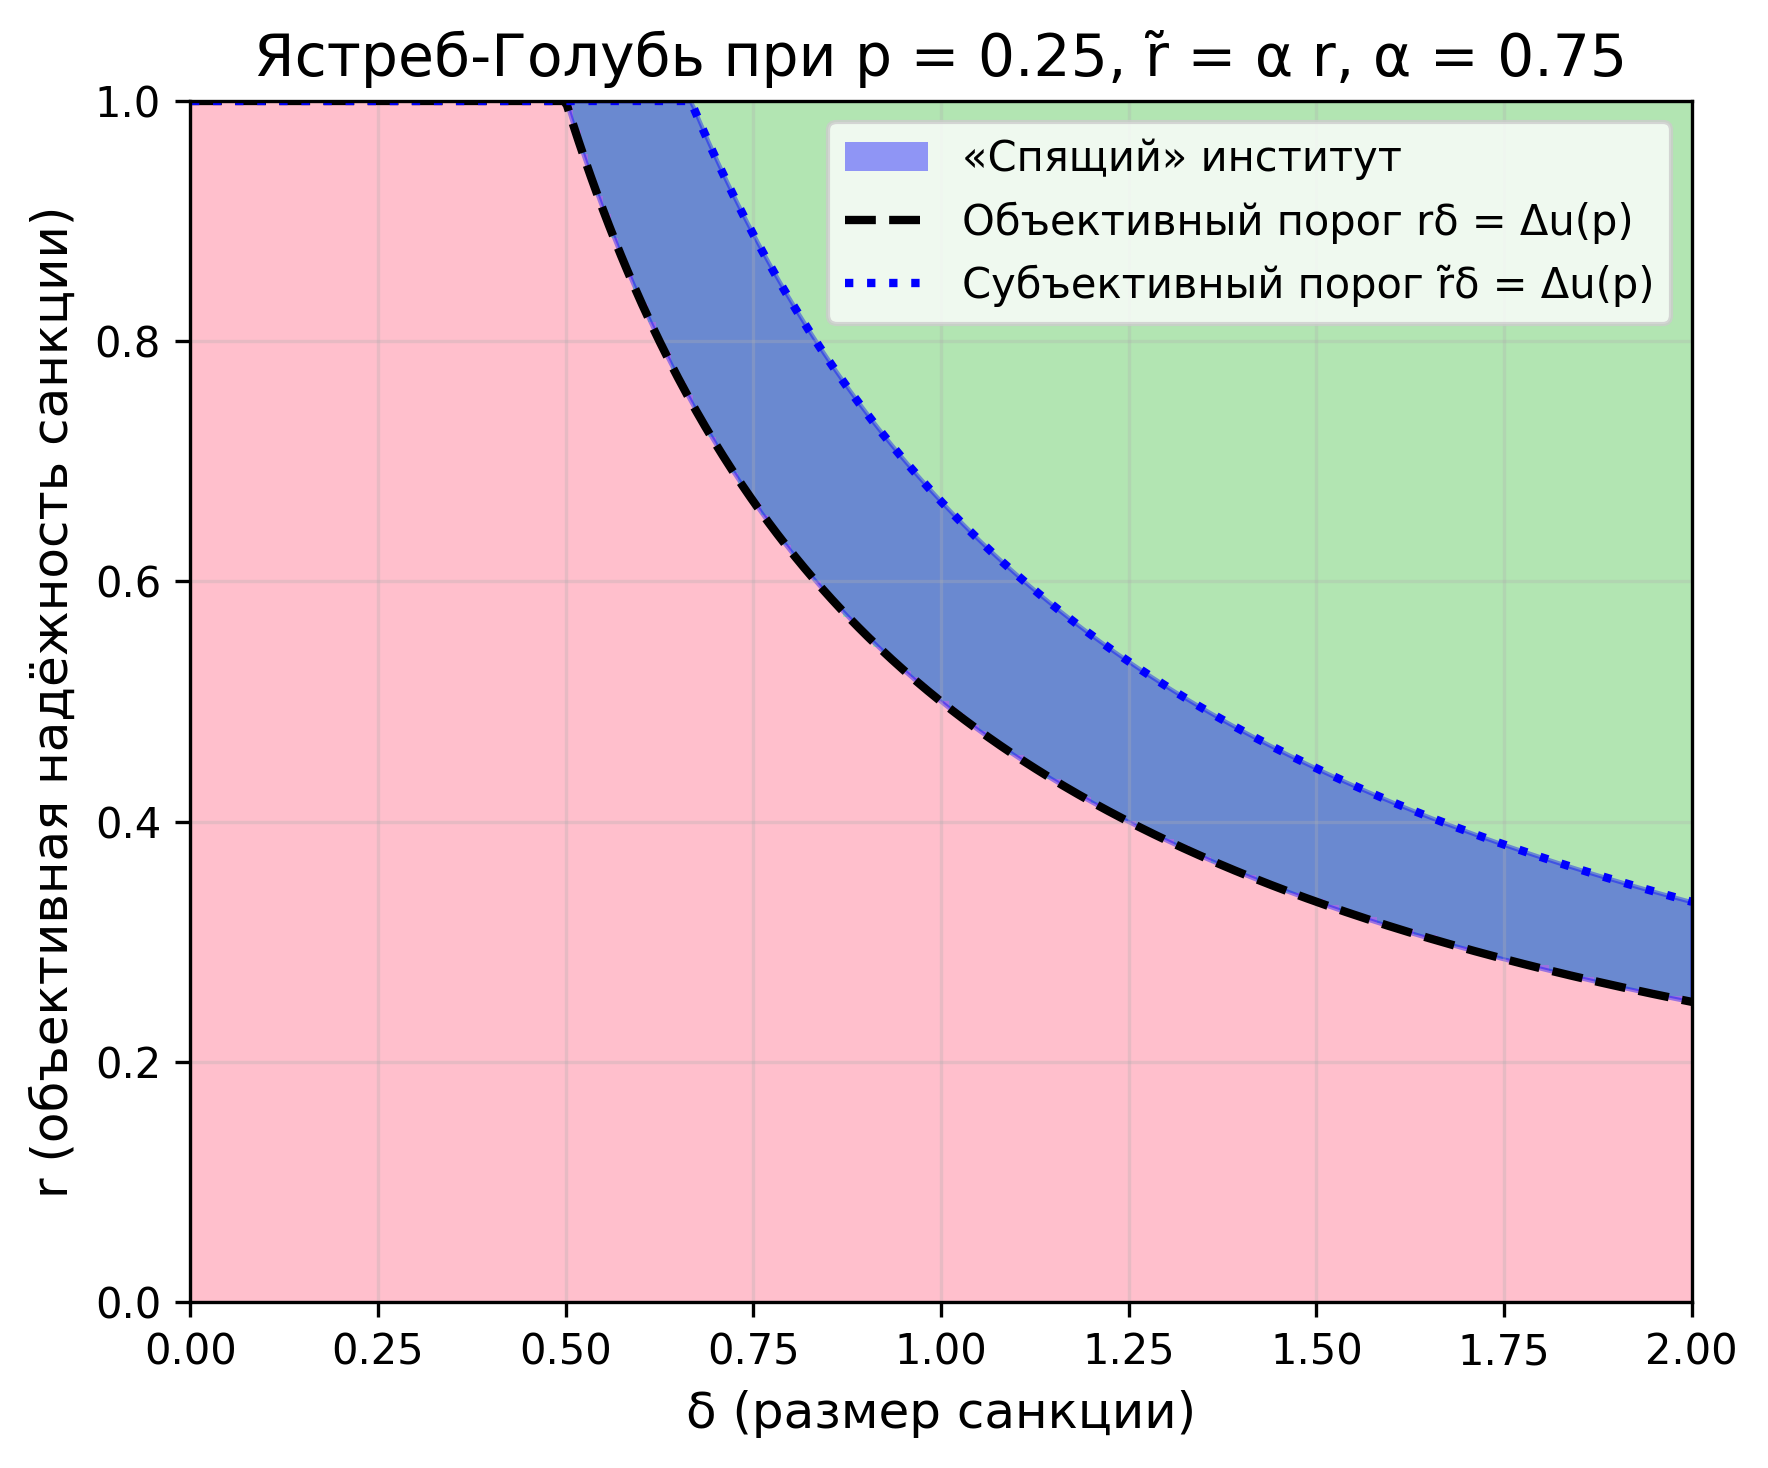 Ястреб-Голубь при p = 0.25, r̃ = α r, α = 0.75
«Спящий» институт
Объективный порог rδ = Δu(p)
Субъективный порог r̃δ = Δu(p)
r (объективная надёжность санкции)
1.0
0.8
0.6
0.4
0.2
0.0
0.00 0.25 0.50 0.75 1.00 1.25 1.50 1.75 2.00
δ (размер санкции)